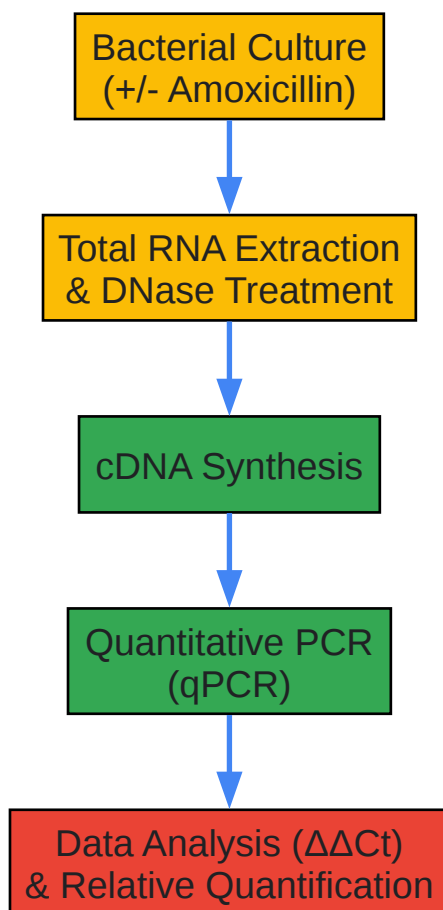 Bacterial Culture
(+/- Amoxicillin)
Total RNA Extraction
& DNase Treatment
cDNA Synthesis
Quantitative PCR
(qPCR)
Data Analysis (ΔΔCt)
& Relative Quantification